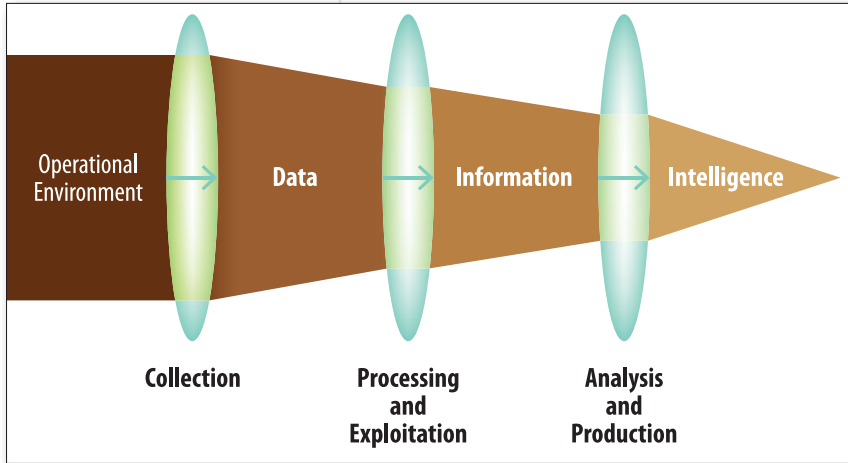 Operational
Environment
Data
Information
Intelligence
Collection
Processing
and
Exploitation
Analysis
and
Production